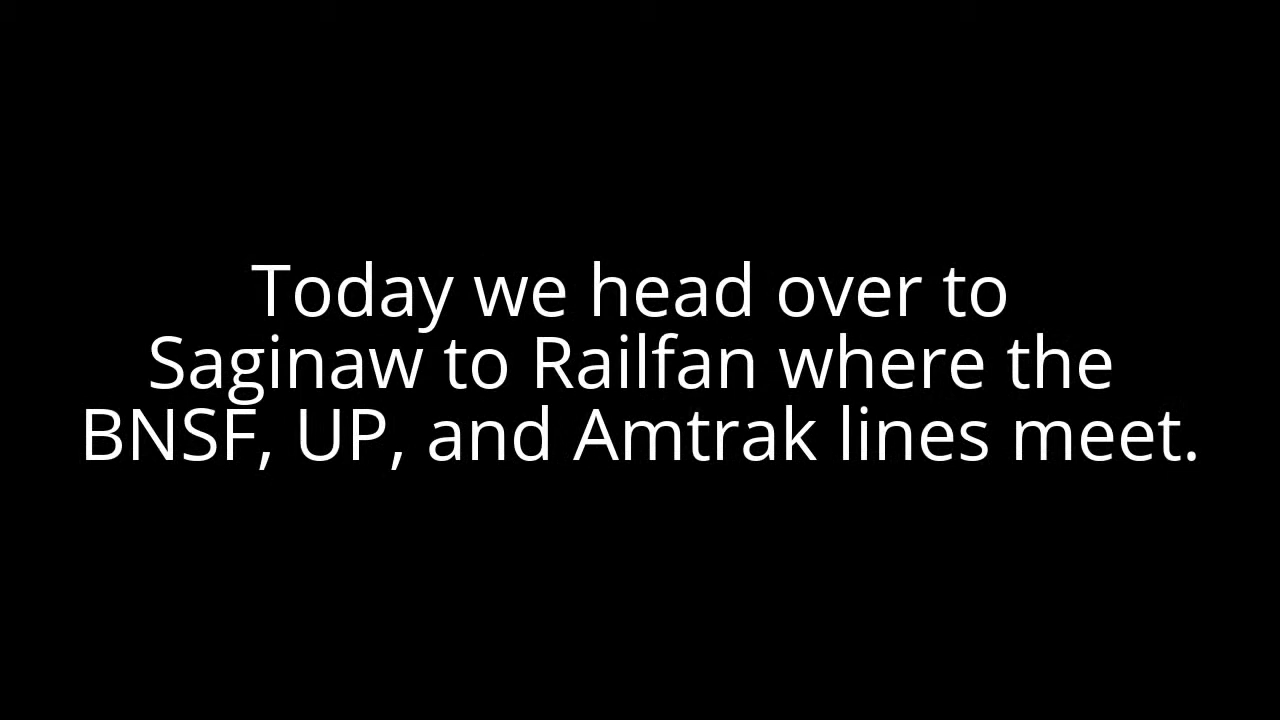 Today we head over to
Saginaw to Railfan where the
BNSF, UP, and Amtrak lines meet.